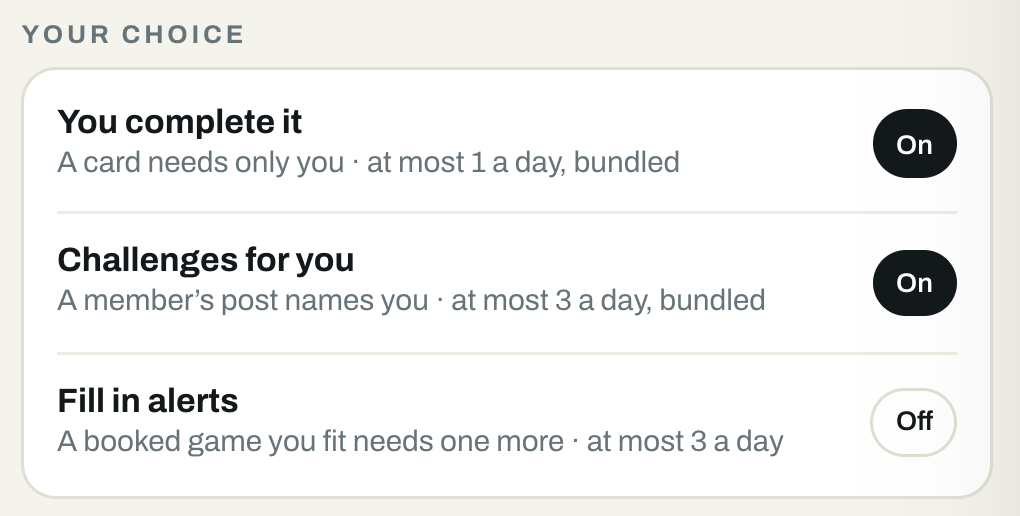 YOUR CHOICE
You complete it
A card needs only you · at most 1 a day, bundled
On
Challenges for you
A member’s post names you · at most 3 a day, bundled
On
Fill in alerts
A booked game you fit needs one more · at most 3 a day
Off